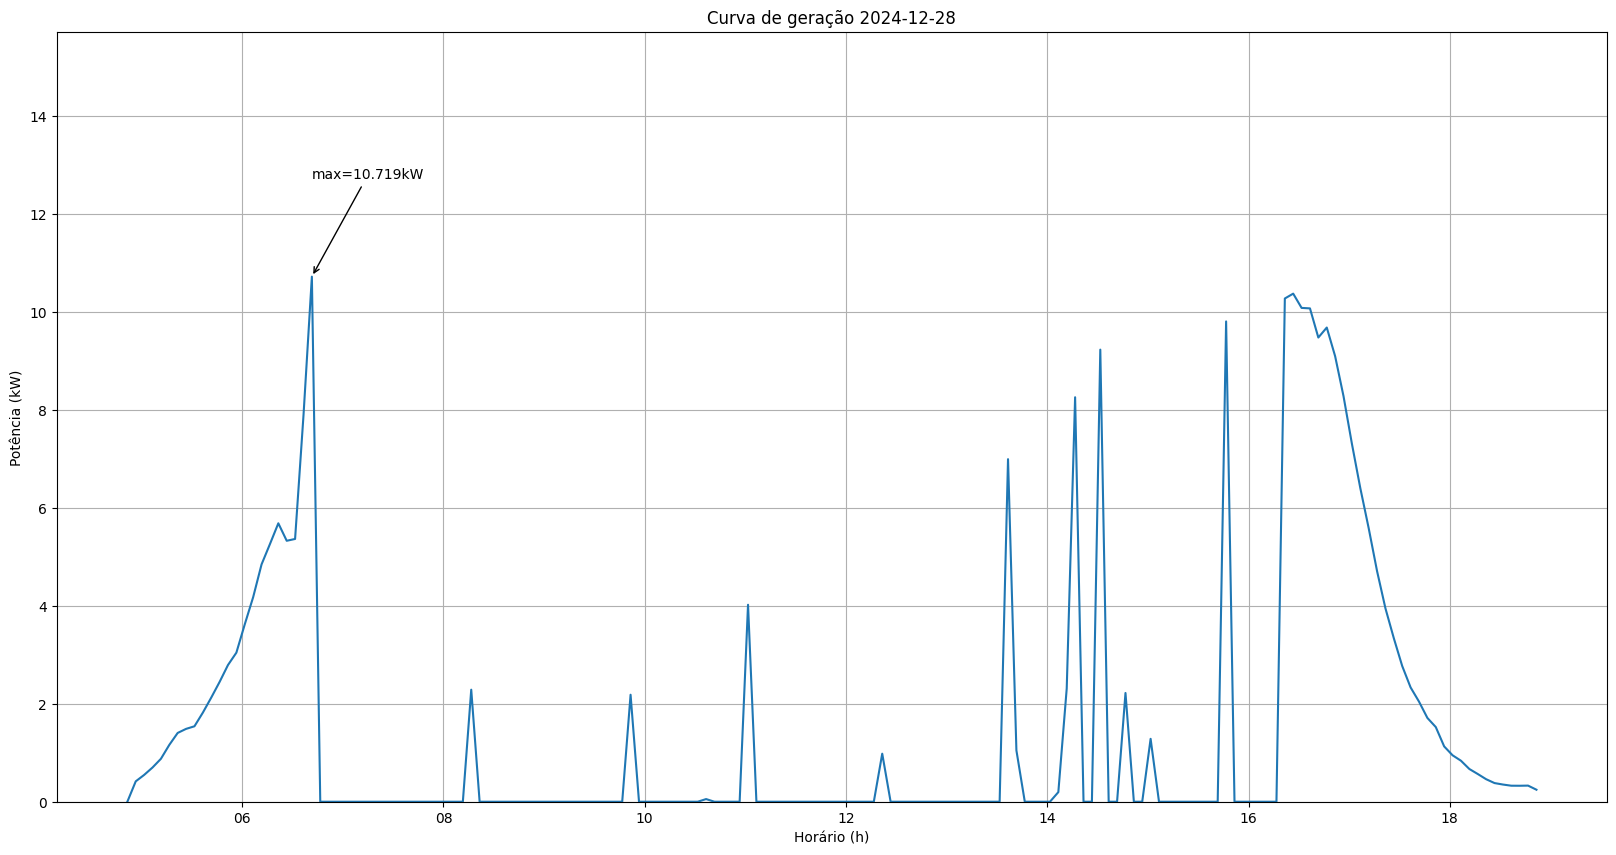 Curva de geração 2024-12-28
max=10.719kW
Potência (kW)
14
12
10
8
6
4
2
0
06 08 10 12 14 16 18
Horário (h)